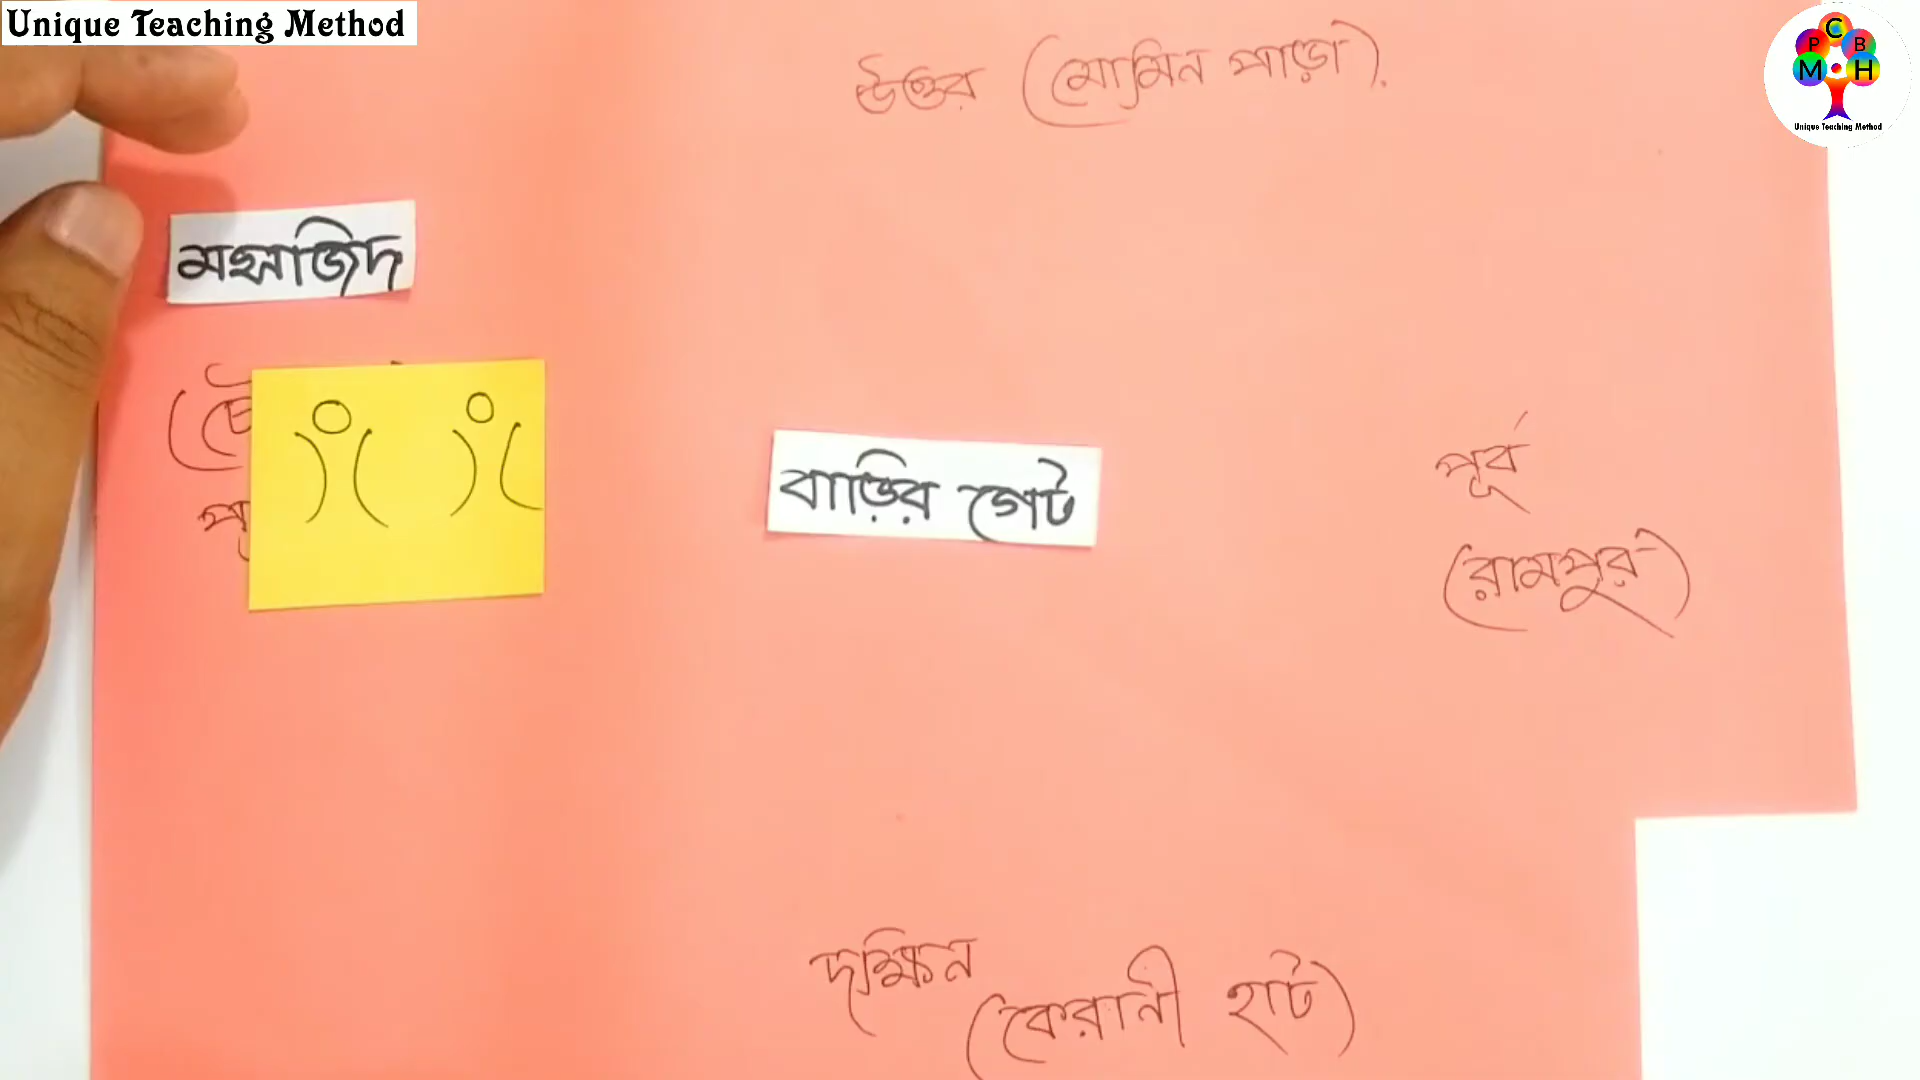 Unique Teaching Method
C
P B
M H
Unique Teaching Method
উত্তর (মোমিন পাড়া).
মসজিদ
বাড়ির গেট
পূর্ব
(রামপুর)
দক্ষিন
(কেরানী হাট)